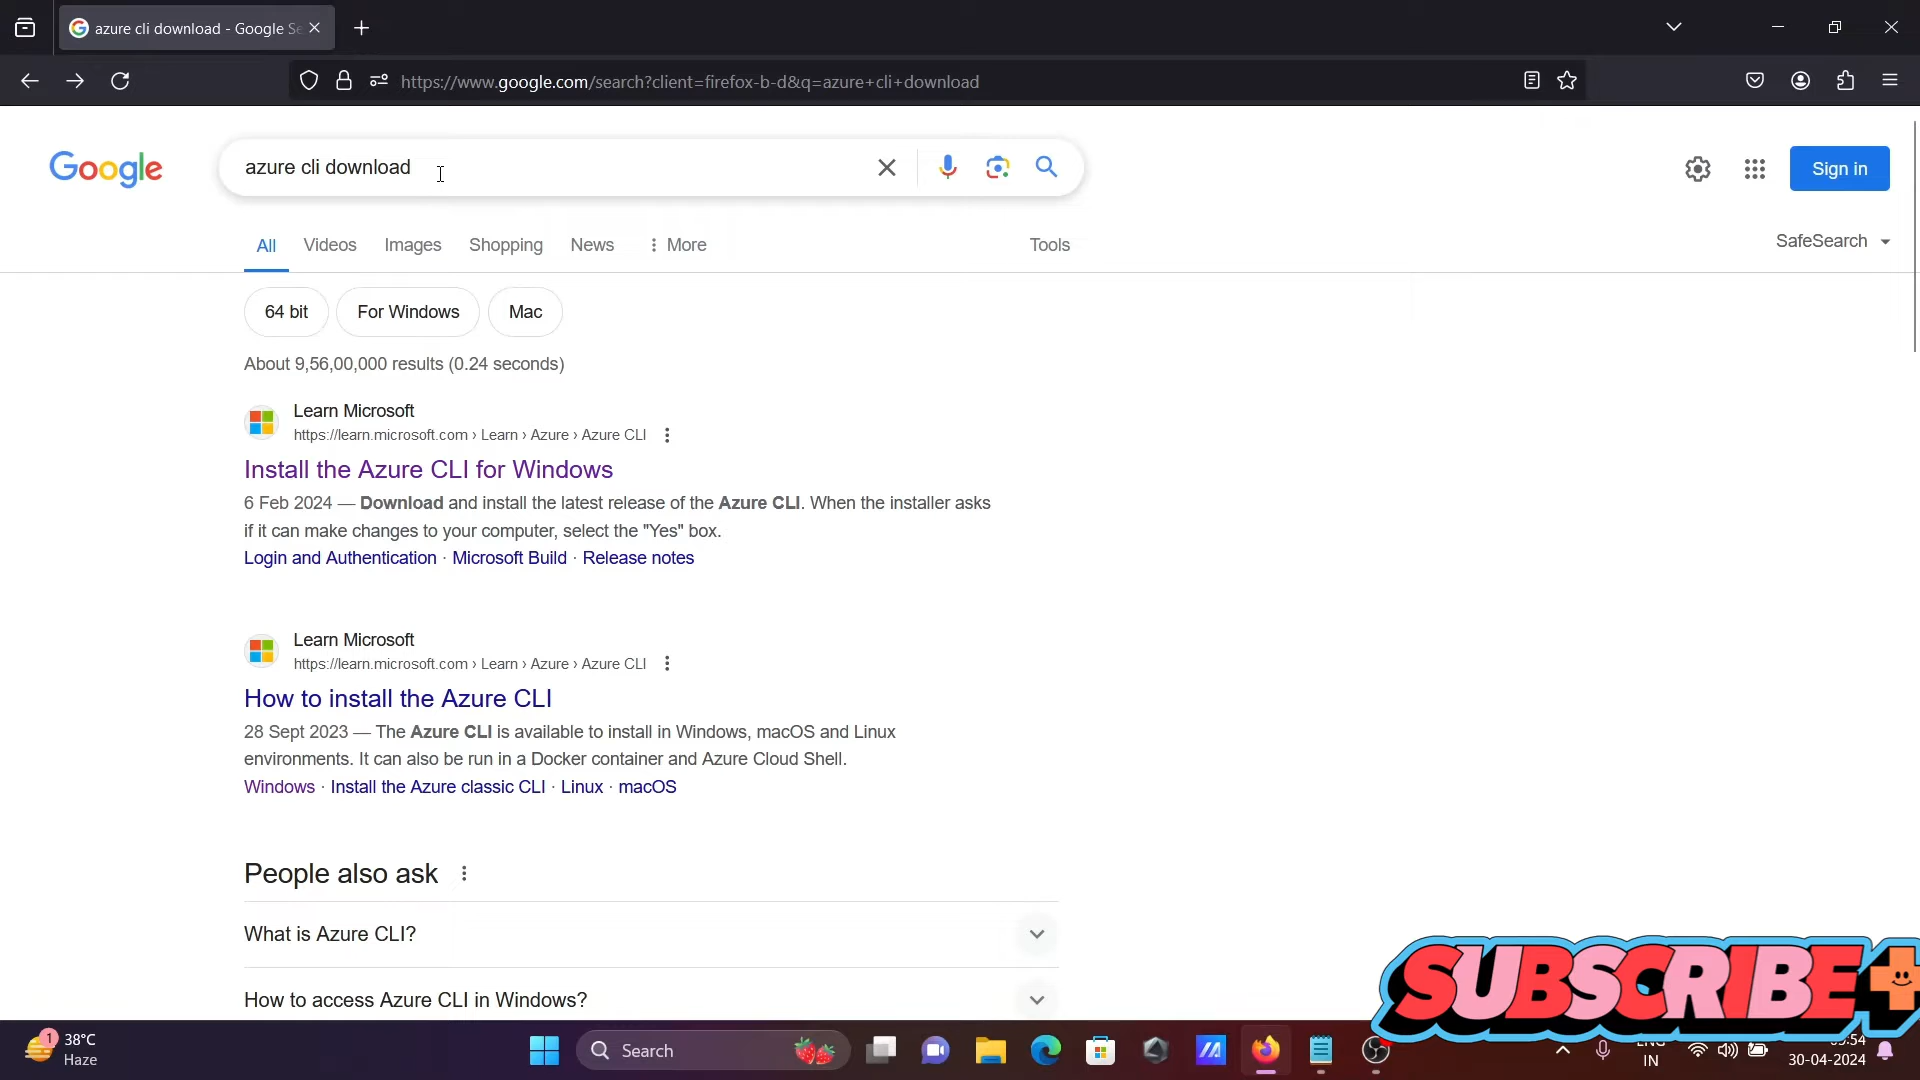 azure cli download - Google Se
https://www.google.com/search?client=firefox-b-d&q=azure+cli+download
Google
azure cli download
Sign in
All Videos Images Shopping News More Tools
SafeSearch
64 bit For Windows Mac
About 9,56,00,000 results (0.24 seconds)
Learn Microsoft
https://learn.microsoft.com › Learn › Azure › Azure CLI
Install the Azure CLI for Windows
6 Feb 2024 — Download and install the latest release of the Azure CLI. When the installer asks
if it can make changes to your computer, select the "Yes" box.
Login and Authentication · Microsoft Build · Release notes
Learn Microsoft
https://learn.microsoft.com › Learn › Azure › Azure CLI
How to install the Azure CLI
28 Sept 2023 — The Azure CLI is available to install in Windows, macOS and Linux
environments. It can also be run in a Docker container and Azure Cloud Shell.
Windows · Install the Azure classic CLI · Linux · macOS
People also ask
What is Azure CLI?
How to access Azure CLI in Windows?
SUBSCRIBE
1
38°C
Haze
Search
ENG
IN
30-04-2024